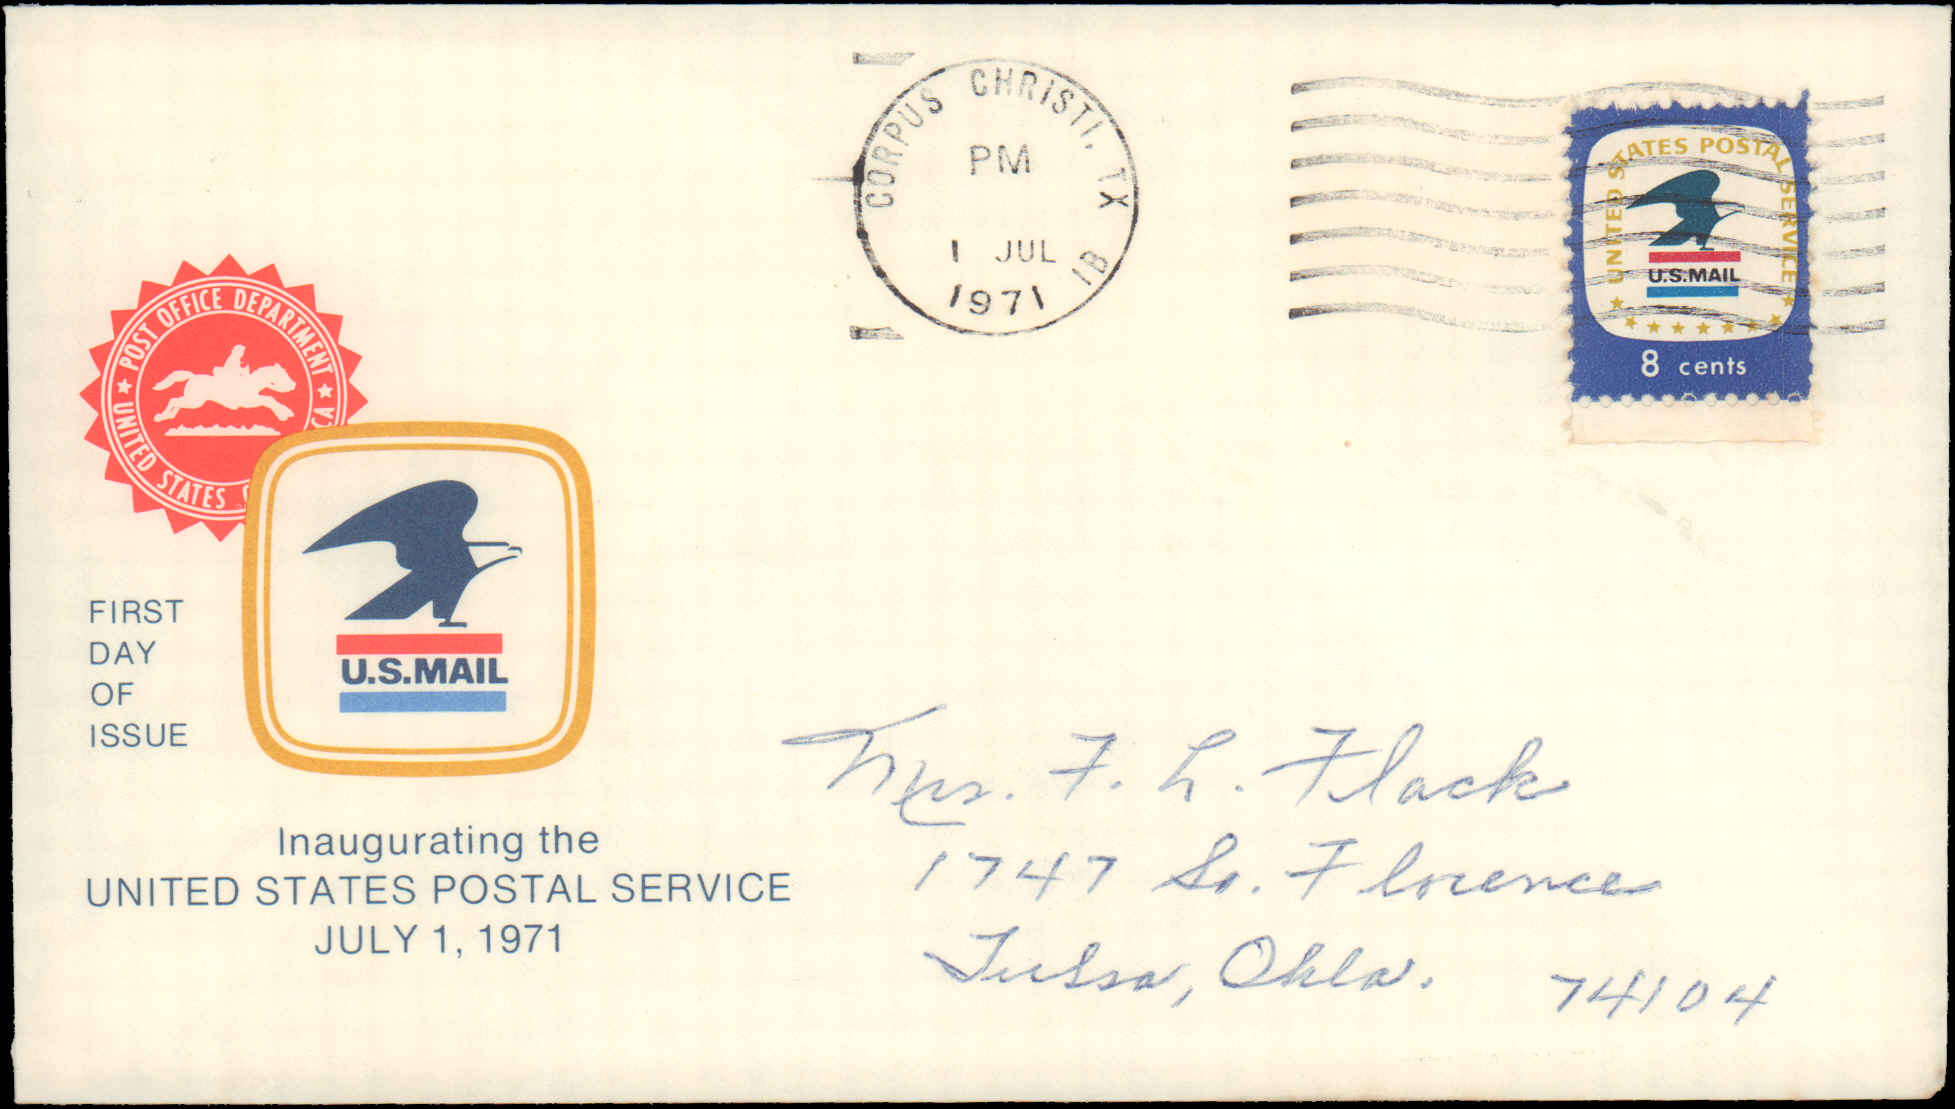 CORPUS CHRISTI, TX
PM
1 JUL
1971
1B
UNITED STATES POSTAL SERVICE
U.S.MAIL
8 cents
POST OFFICE DEPARTMENT
UNITED STATES
FIRST
DAY
OF
ISSUE
U.S.MAIL
Inaugurating the
UNITED STATES POSTAL SERVICE
JULY 1, 1971
Mrs. F. L. Flack
1747 So. Florence
Tulsa, Okla. 74104